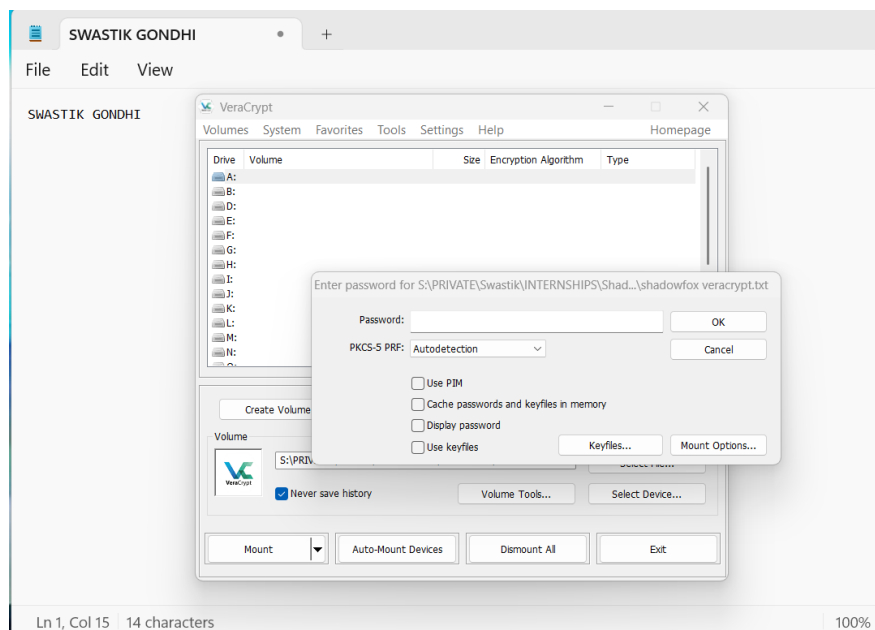 SWASTIK GONDHI
File Edit View
SWASTIK GONDHI
VeraCrypt
Volumes System Favorites Tools Settings Help Homepage
Drive Volume Size Encryption Algorithm Type
A:
B:
D:
E:
F:
G:
H:
I:
J:
K:
L:
M:
N:
Enter password for S:\PRIVATE\Swastik\INTERNSHIPS\Shad...\shadowfox veracrypt.txt
Password:
OK
PKCS-5 PRF: Autodetection
Cancel
Use PIM
Cache passwords and keyfiles in memory
Display password
Use keyfiles
Keyfiles...
Mount Options...
Create Volume
Volume
VeraCrypt
S:\PRIV
Never save history
Volume Tools...
Select Device...
Mount
Auto-Mount Devices
Dismount All
Exit
Ln 1, Col 15 14 characters 100%